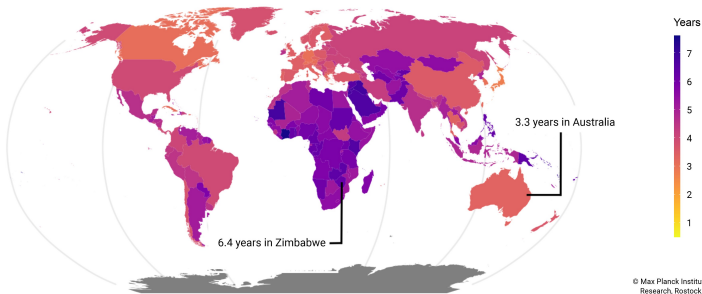 Years
7
6
5
4
3
2
1
3.3 years in Australia
6.4 years in Zimbabwe
© Max Planck Institu
Research, Rostock